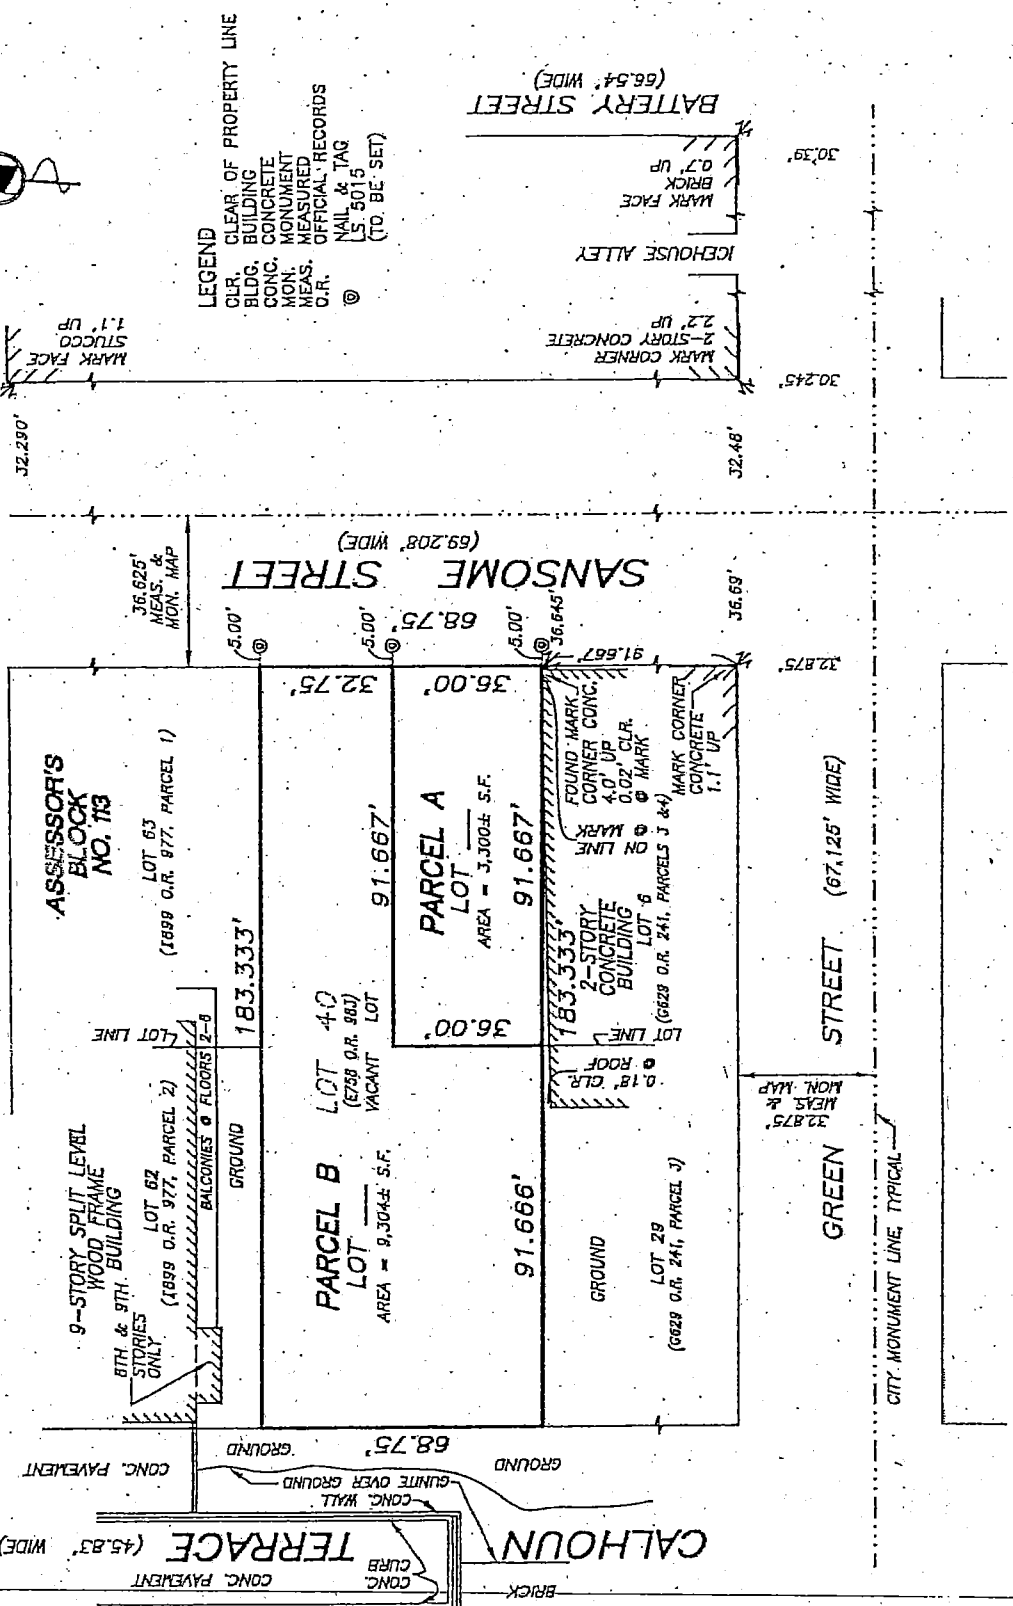 BATTERY STREET
(66.54' WIDE)
LEGEND
CLR. CLEAR OF PROPERTY LINE
BLDG. BUILDING
CONC. CONCRETE
MON. MONUMENT
MEAS. MEASURED
O.R. OFFICIAL RECORDS
NAIL & TAG
L.S. 5015
(TO BE SET)
30.39'
MARK FACE
BRICK
0.7' UP
ICEHOUSE ALLEY
MARK CORNER
2-STORY CONCRETE
2.2' UP
MARK FACE
STUCCO
1.1' UP
30.245'
32.290'
32.48'
SANSOME STREET
(69.208' WIDE)
36.625'
MEAS. &
MON. MAP
5.00'
5.00'
5.00'
68.75'
36.645'
36.69'
91.667'
32.875'
32.75'
36.00'
ASSESSOR'S
BLOCK
NO. 113
LOT 63
(I899 O.R. 977, PARCEL 1)
183.333'
91.667'
PARCEL A
LOT
AREA = 3,300± S.F.
91.667'
FOUND MARK
CORNER CONC.
4.0' UP
0.02' CLR.
@ MARK
ON LINE @ MARK
MARK CORNER
CONCRETE
1.1' UP
183.333'
2-STORY
CONCRETE
BUILDING
LOT 6
(G629 O.R. 241, PARCELS 3 &4)
LOT LINE
36.00'
LOT LINE
0.18' CLR.
@ ROOF
LOT 40
(E758 O.R. 983)
VACANT LOT
9-STORY SPLIT LEVEL
WOOD FRAME
BUILDING
8TH & 9TH
STORIES
ONLY
LOT 62
(I899 O.R. 977, PARCEL 2)
BALCONIES @ FLOORS 2-6
GROUND
PARCEL B
LOT
AREA = 9,304± S.F.
91.666'
GROUND
LOT 29
(G629 O.R. 241, PARCEL 3)
32.875'
MEAS. &
MON. MAP
GREEN STREET (67.125' WIDE)
CITY MONUMENT LINE, TYPICAL
68.75'
GROUND
GROUND
CONC. PAVEMENT
GUNITE OVER GROUND
CONC. WALL
CALHOUN TERRACE (45.83' WIDE)
CONC.
CURB
CONC. PAVEMENT
BRICK